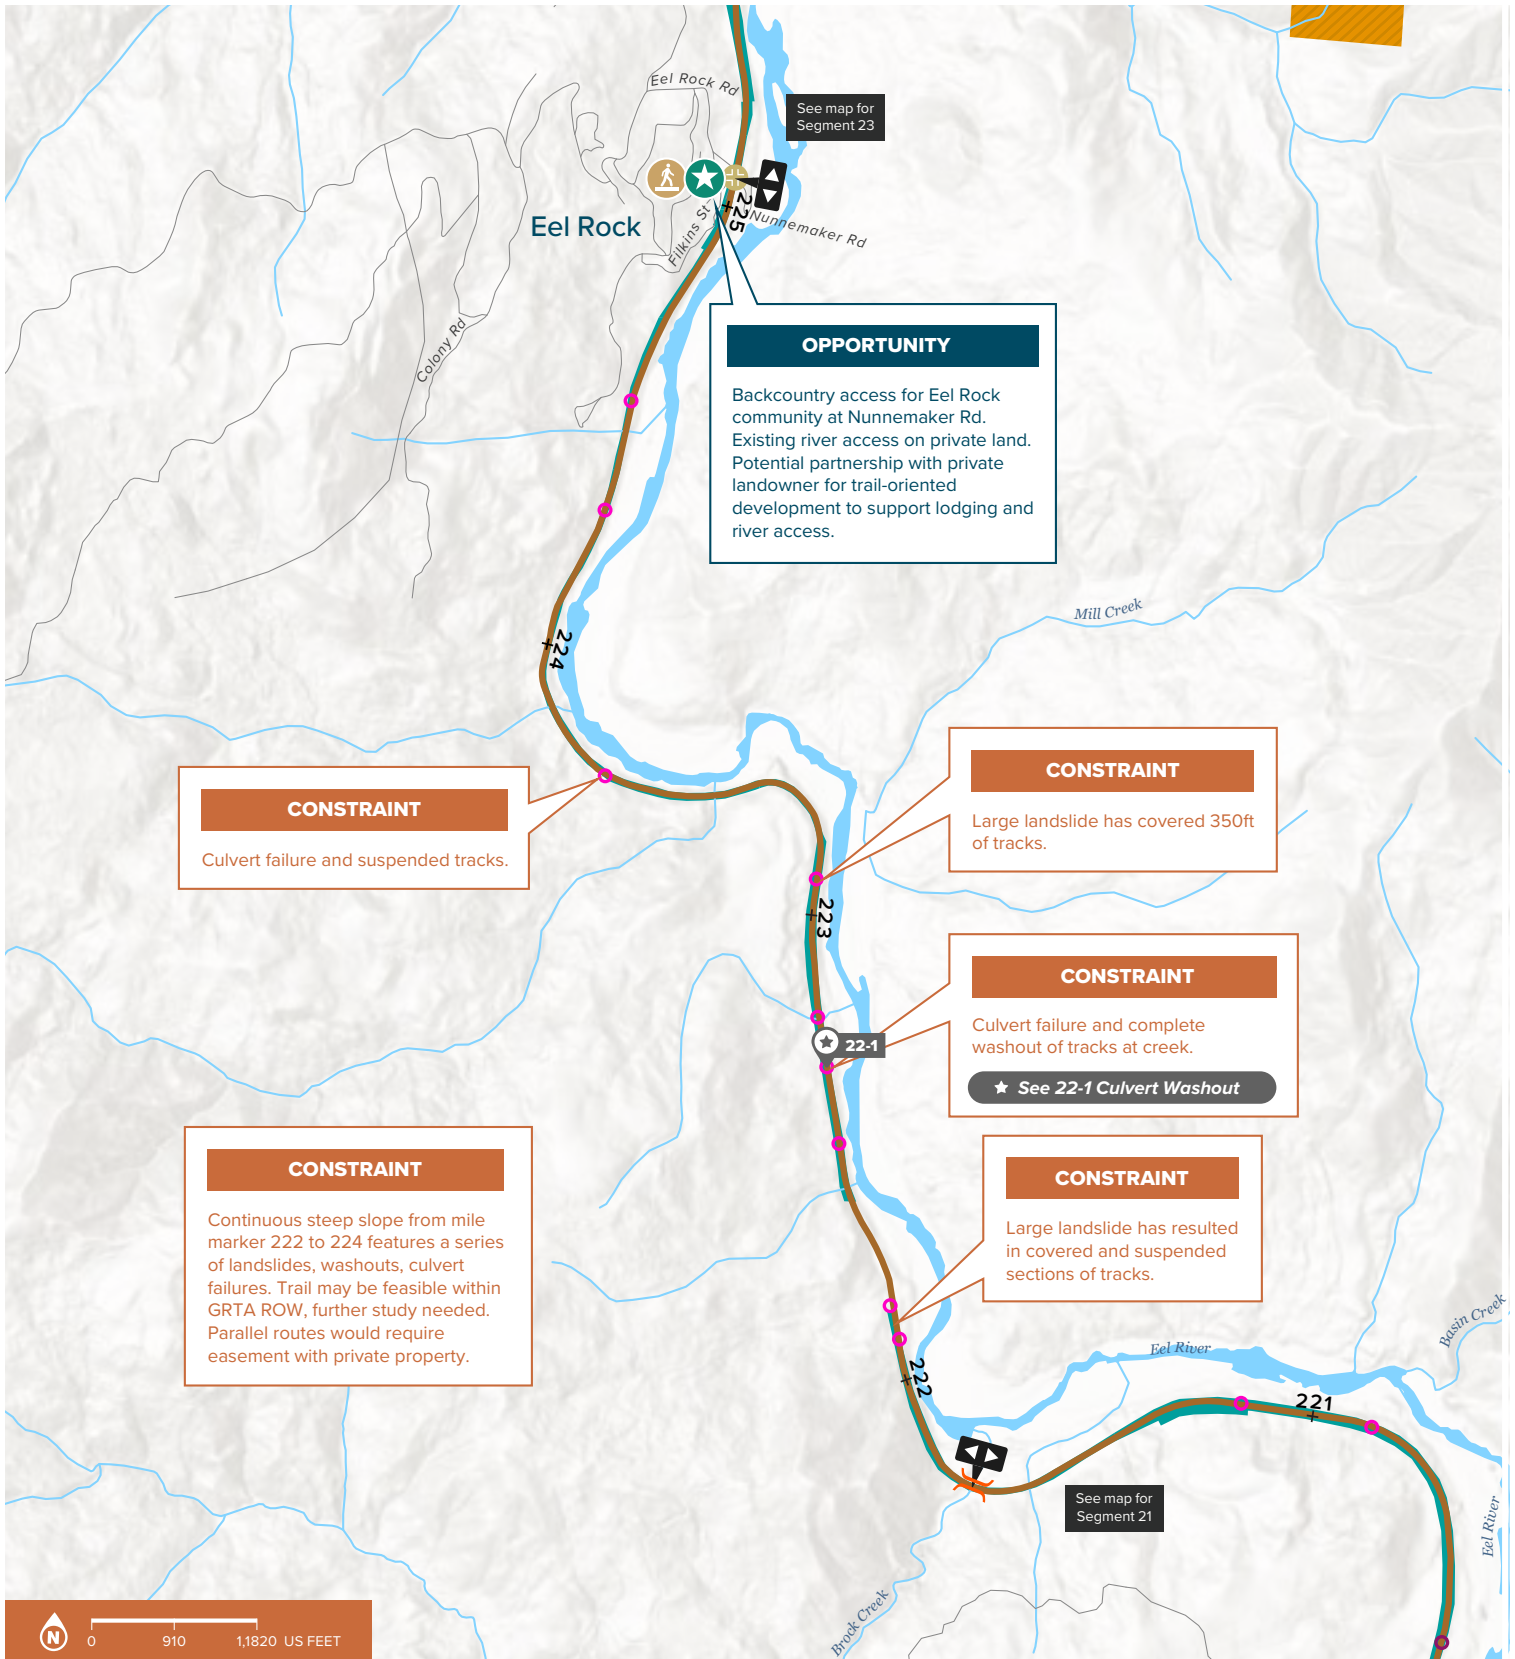 Eel Rock Rd
See map for
Segment 23
Eel Rock
Filkins St
225
Nunnemaker Rd
Colony Rd
OPPORTUNITY
Backcountry access for Eel Rock
community at Nunnemaker Rd.
Existing river access on private land.
Potential partnership with private
landowner for trail-oriented
development to support lodging and
river access.
Mill Creek
224
CONSTRAINT
Large landslide has covered 350ft
of tracks.
CONSTRAINT
Culvert failure and suspended tracks.
223
CONSTRAINT
Culvert failure and complete
washout of tracks at creek.
See 22-1 Culvert Washout
22-1
CONSTRAINT
Continuous steep slope from mile
marker 222 to 224 features a series
of landslides, washouts, culvert
failures. Trail may be feasible within
GRTA ROW, further study needed.
Parallel routes would require
easement with private property.
CONSTRAINT
Large landslide has resulted
in covered and suspended
sections of tracks.
Basin Creek
Eel River
222
221
See map for
Segment 21
Eel River
Brock Creek
N
0 910 1,1820 US FEET